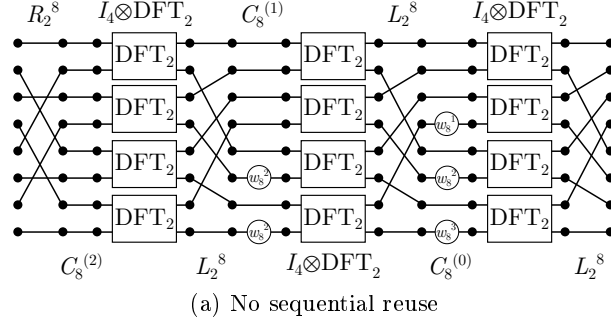 R₂⁸ I₄⊗DFT₂ C₈⁽¹⁾ L₂⁸ I₄⊗DFT₂
DFT₂ DFT₂ DFT₂
DFT₂ DFT₂ w₈¹ DFT₂
DFT₂ w₈² DFT₂ w₈² DFT₂
DFT₂ w₈² DFT₂ w₈³ DFT₂
C₈⁽²⁾ L₂⁸ I₄⊗DFT₂ C₈⁽⁰⁾ L₂⁸
(a) No sequential reuse